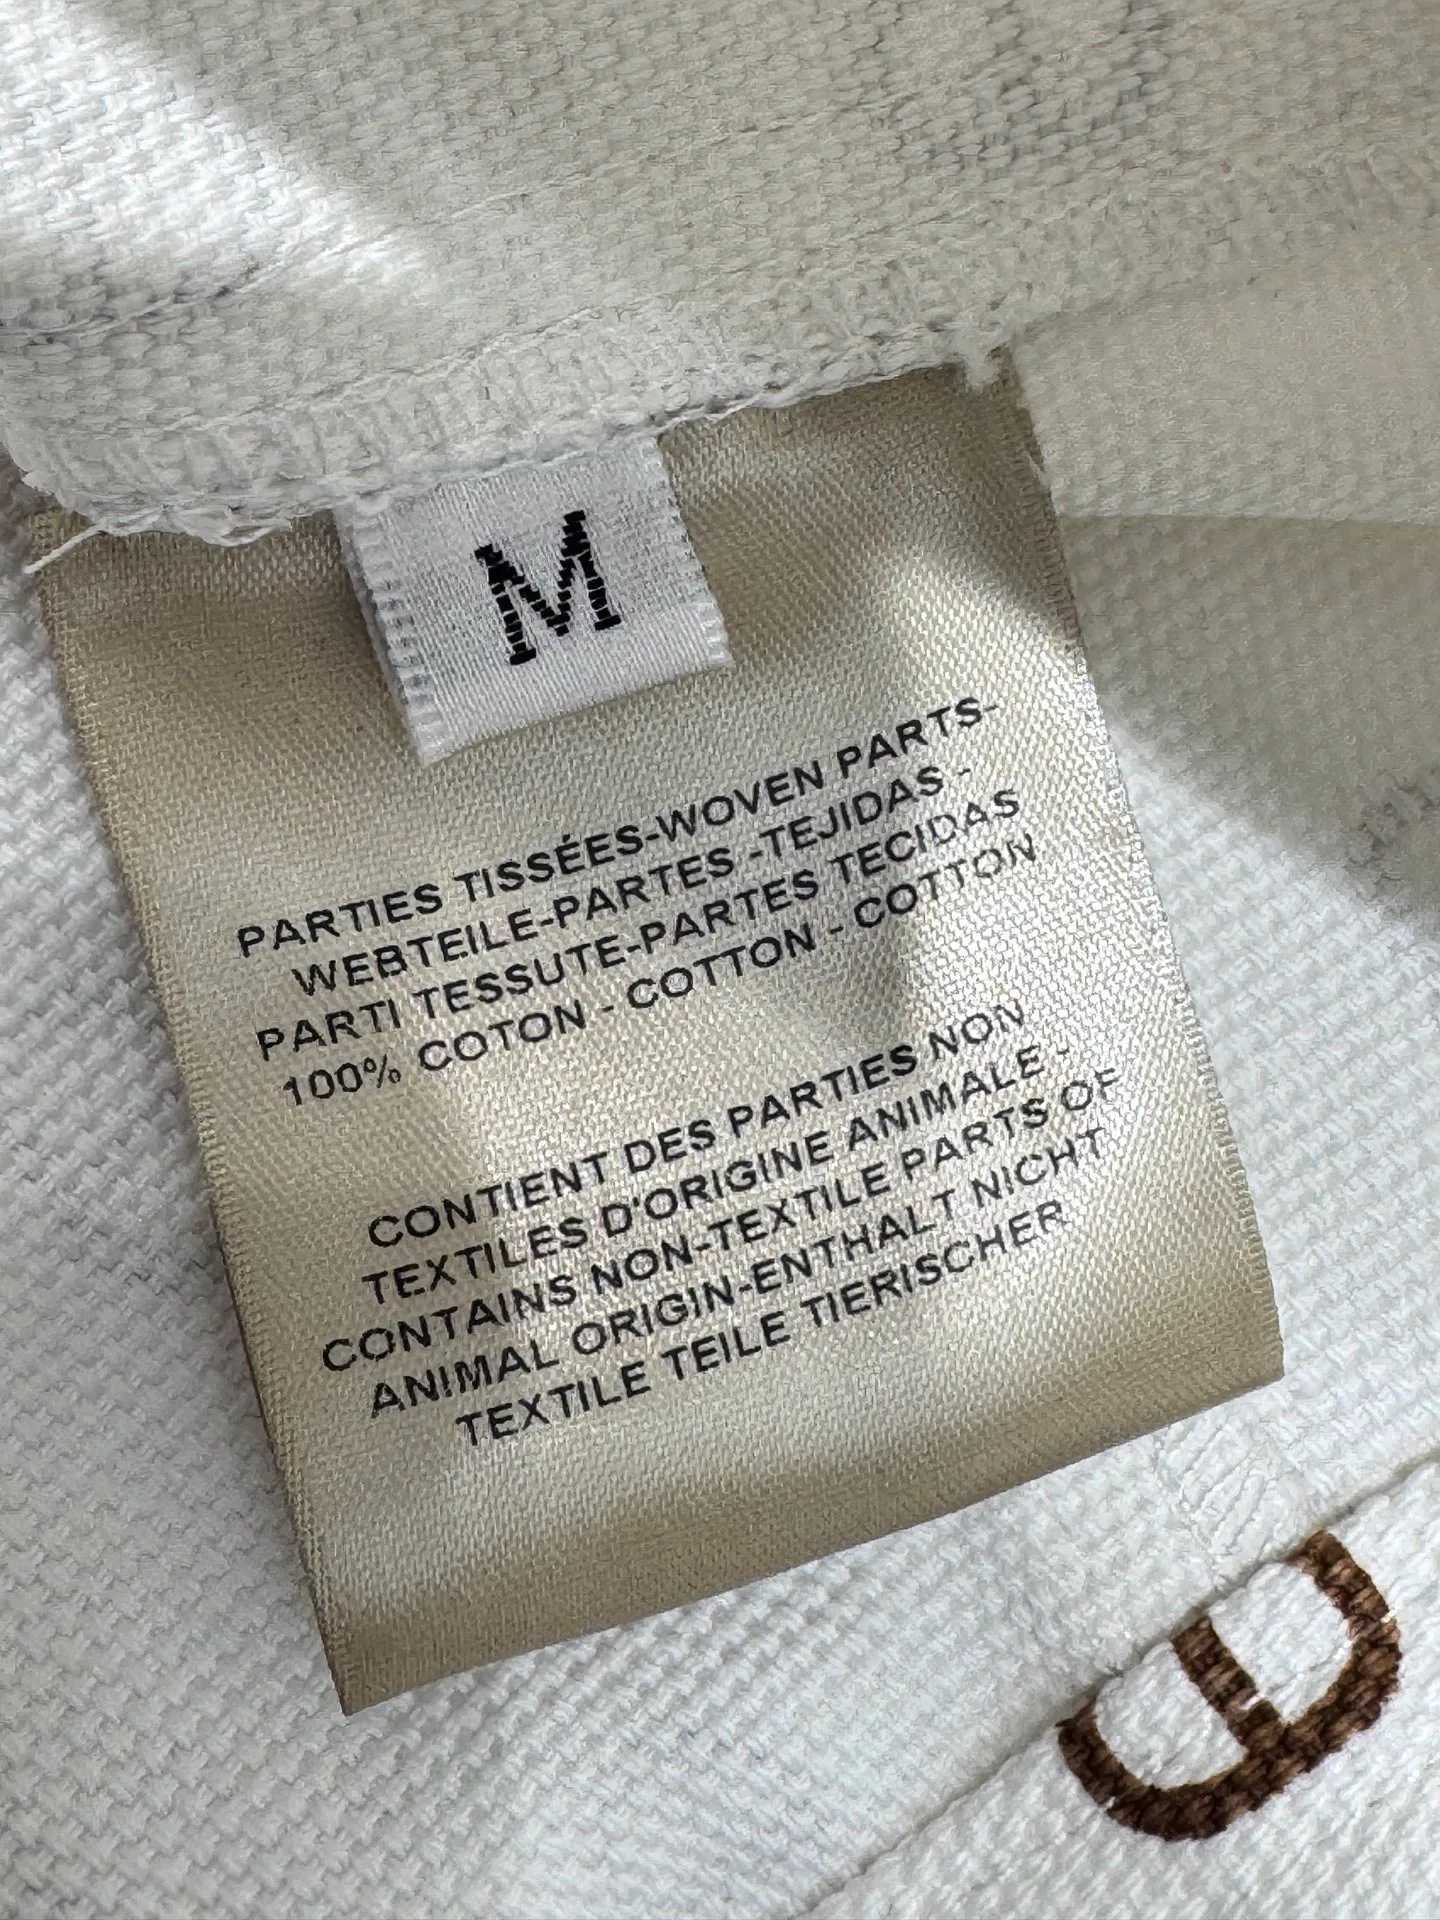 M
PARTIES TISSÉES-WOVEN PARTS-
WEBTEILE-PARTES -TEJIDAS -
PARTI TESSUTE-PARTES TECIDAS
100% COTON - COTTON - COTTON
CONTIENT DES PARTIES NON
TEXTILES D'ORIGINE ANIMALE -
CONTAINS NON-TEXTILE PARTS OF
ANIMAL ORIGIN-ENTHALT NICHT
TEXTILE TEILE TIERISCHER